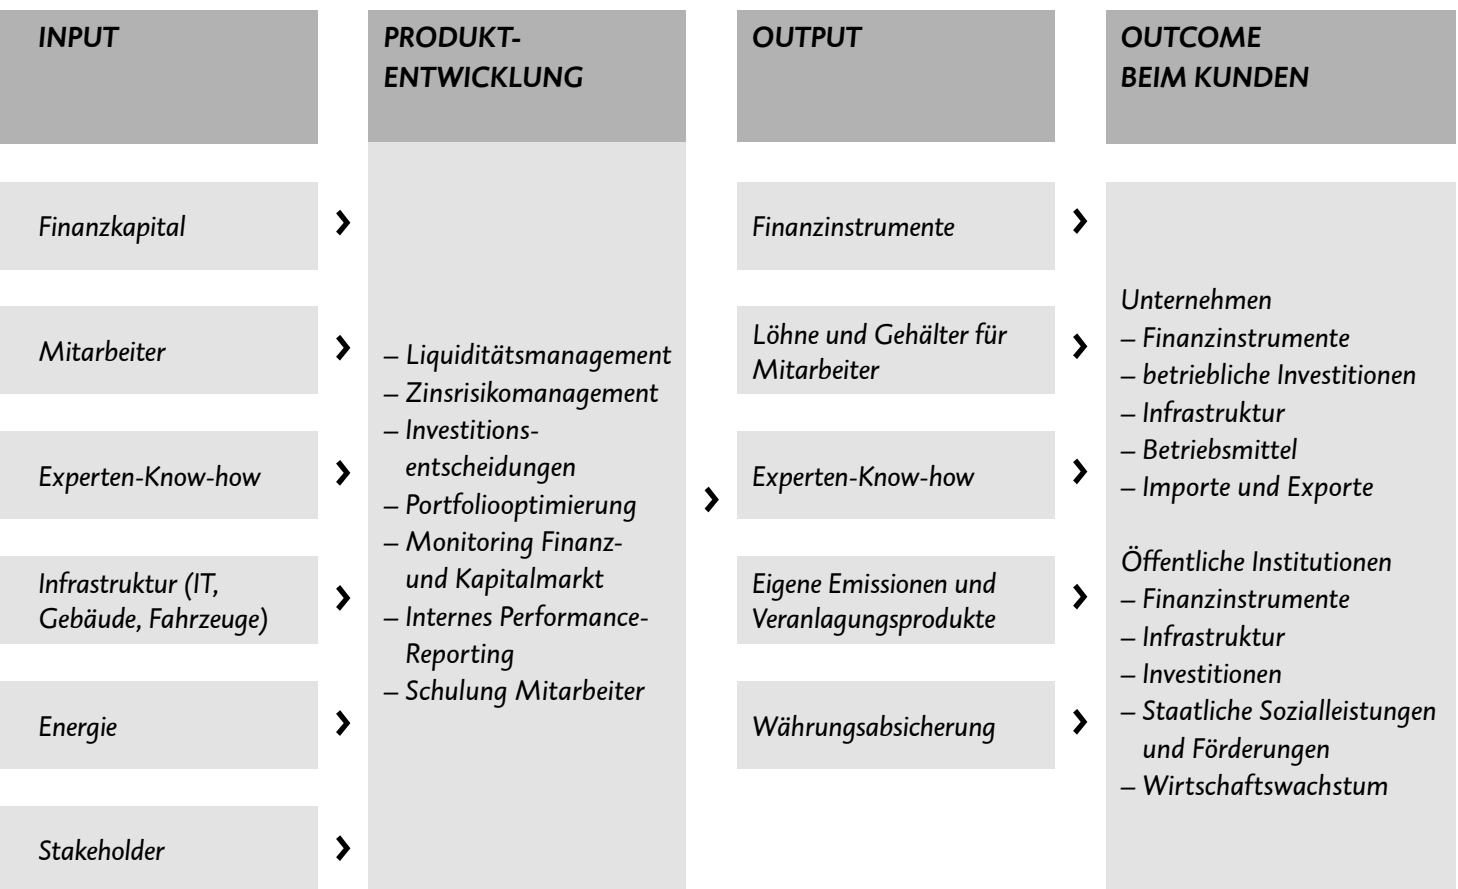 INPUT
PRODUKT-
ENTWICKLUNG
OUTPUT
OUTCOME
BEIM KUNDEN
Finanzkapital
Mitarbeiter
Experten-Know-how
Infrastruktur (IT,
Gebäude, Fahrzeuge)
Energie
Stakeholder
– Liquiditätsmanagement
– Zinsrisikomanagement
– Investitions-
entscheidungen
– Portfoliooptimierung
– Monitoring Finanz-
und Kapitalmarkt
– Internes Performance-
Reporting
– Schulung Mitarbeiter
Finanzinstrumente
Löhne und Gehälter für
Mitarbeiter
Experten-Know-how
Eigene Emissionen und
Veranlagungsprodukte
Währungsabsicherung
Unternehmen
– Finanzinstrumente
– betriebliche Investitionen
– Infrastruktur
– Betriebsmittel
– Importe und Exporte
Öffentliche Institutionen
– Finanzinstrumente
– Infrastruktur
– Investitionen
– Staatliche Sozialleistungen
und Förderungen
– Wirtschaftswachstum